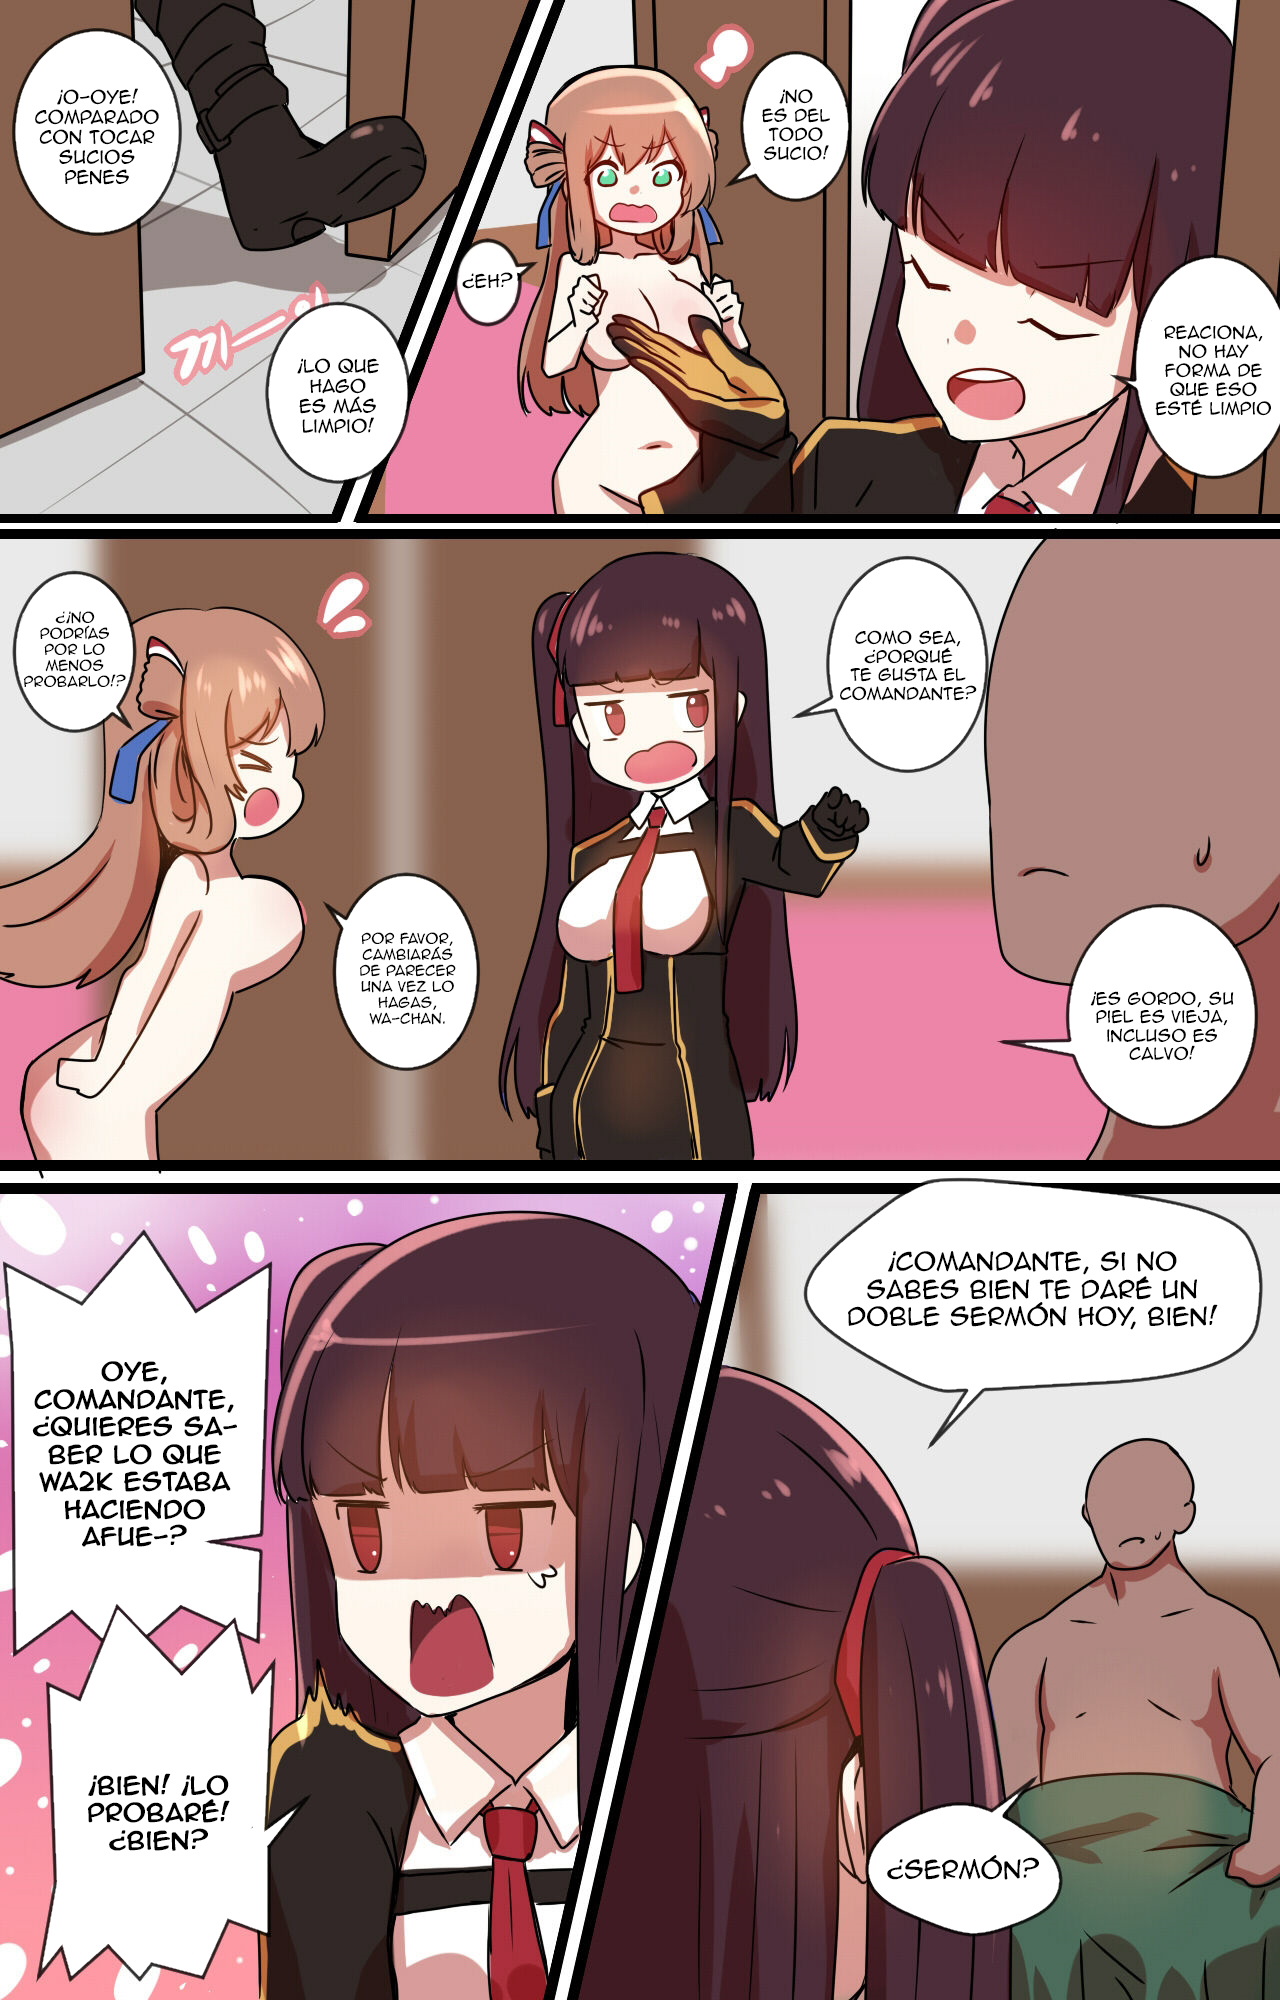 ¡O-OYE!
COMPARADO
CON TOCAR
SUCIOS
PENES
끼-익
¡LO QUE
HAGO
ES MÁS
LIMPIO!
¡NO
ES DEL
TODO
SUCIO!
¿EH?
REACIONA,
NO HAY
FORMA DE
QUE ESO
ESTÉ LIMPIO
¿¡NO
PODRÍAS
POR LO
MENOS
PROBARLO!?
POR FAVOR,
CAMBIARÁS
DE PARECER
UNA VEZ LO
HAGAS,
WA-CHAN.
COMO SEA,
¿PORQUÉ
TE GUSTA EL
COMANDANTE?
¡ES GORDO, SU
PIEL ES VIEJA,
INCLUSO ES
CALVO!
OYE,
COMANDANTE,
¿QUIERES SA-
BER LO QUE
WA2K ESTABA
HACIENDO
AFUE-?
¡BIEN! ¡LO
PROBARÉ!
¿BIEN?
¡COMANDANTE, SI NO
SABES BIEN TE DARÉ UN
DOBLE SERMÓN HOY, BIEN!
¿SERMÓN?